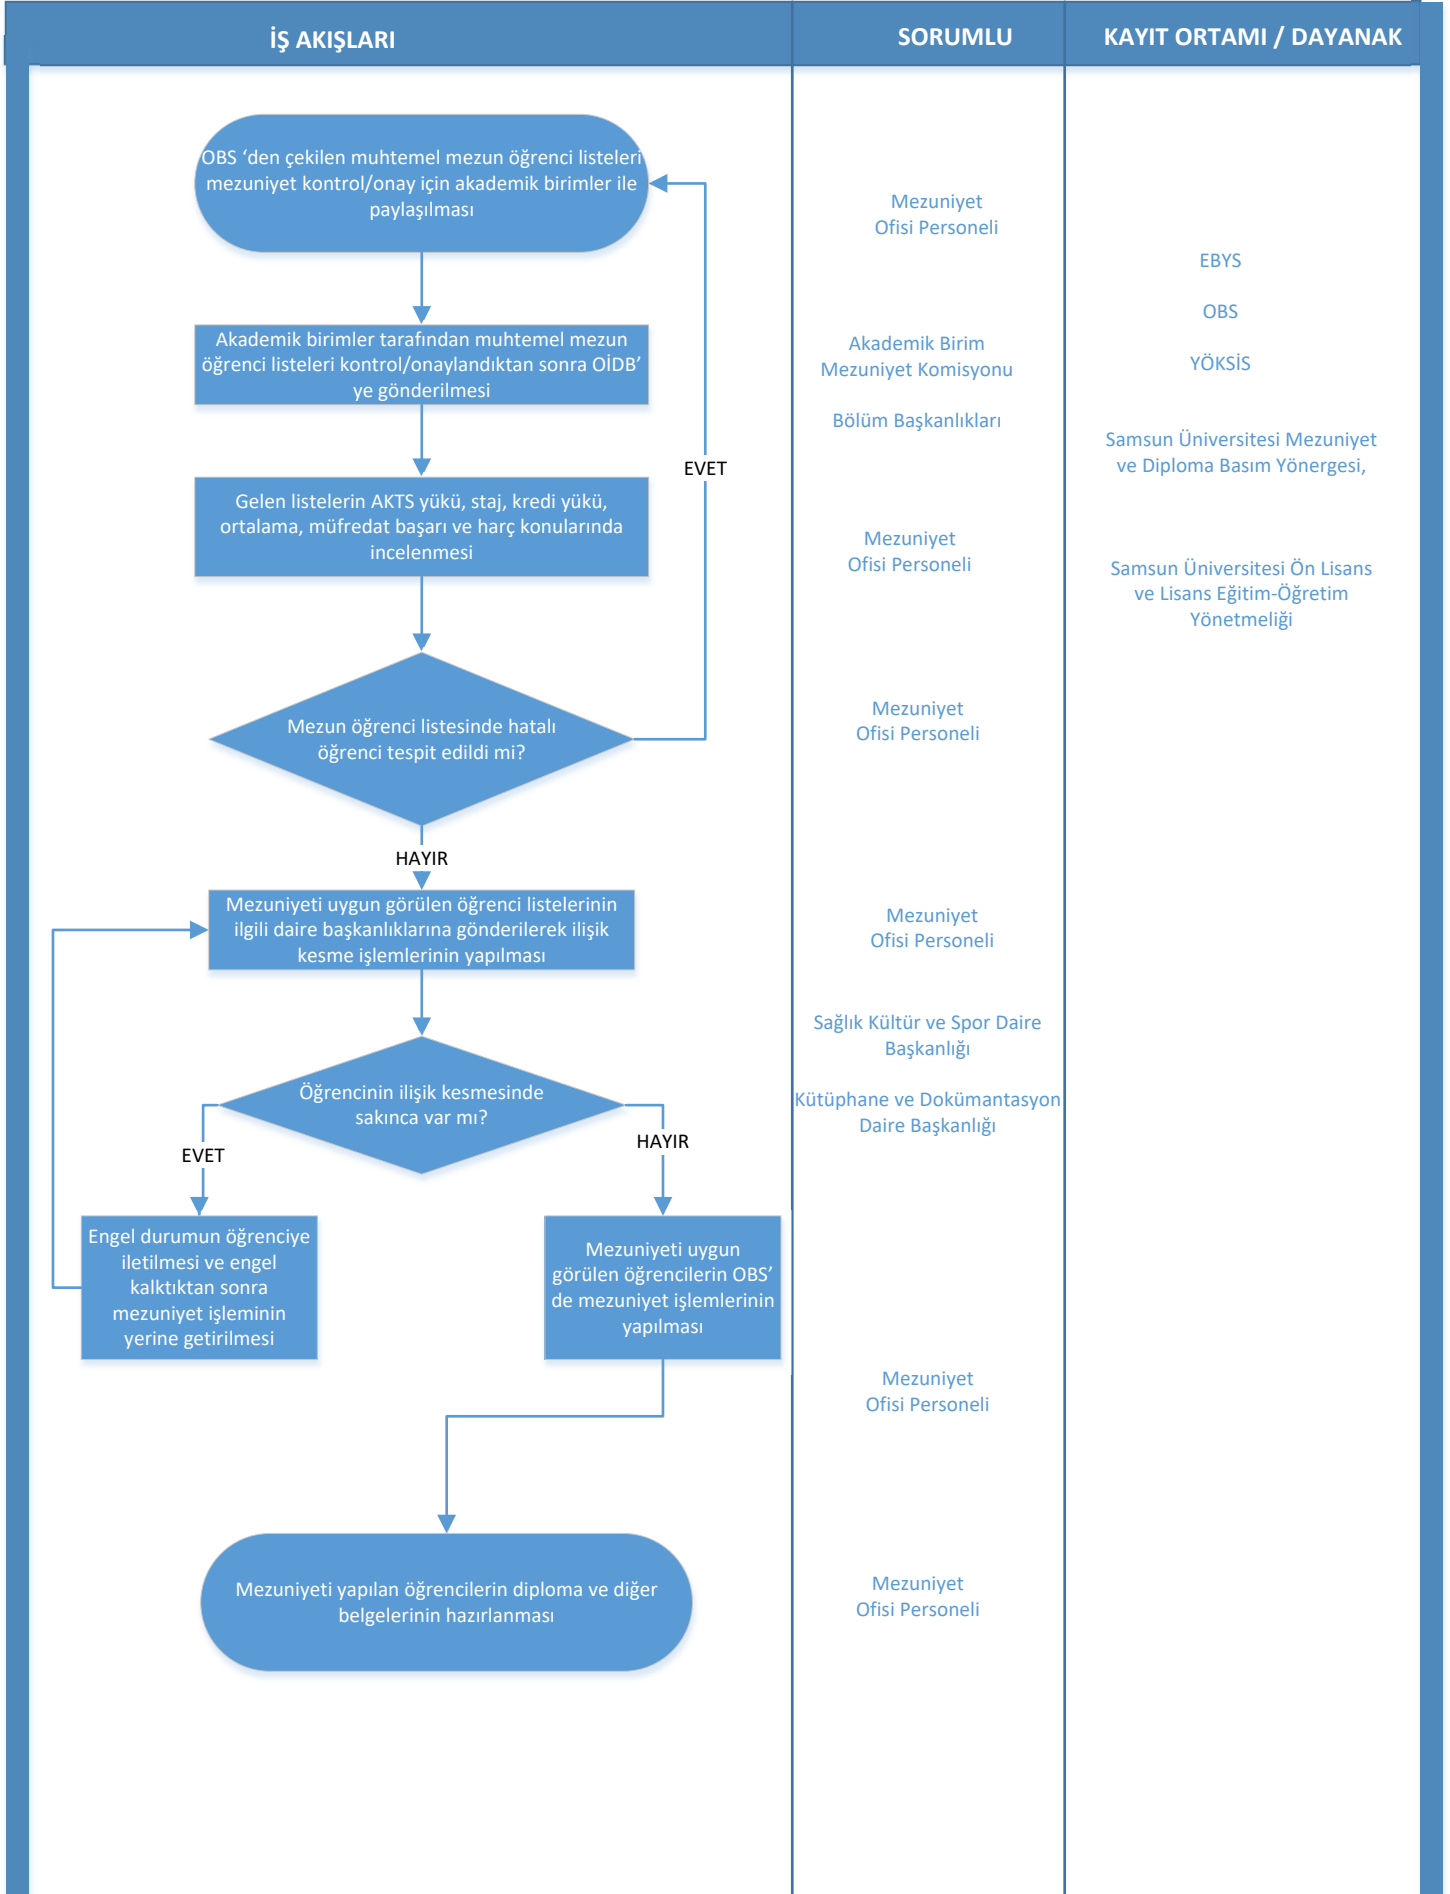 İŞ AKIŞLARI
SORUMLU
KAYIT ORTAMI / DAYANAK
OBS ‘den çekilen muhtemel mezun öğrenci listeleri
mezuniyet kontrol/onay için akademik birimler ile
paylaşılması
Mezuniyet
Ofisi Personeli
EBYS
OBS
YÖKSİS
Akademik birimler tarafından muhtemel mezun
öğrenci listeleri kontrol/onaylandıktan sonra OİDB’
ye gönderilmesi
Akademik Birim
Mezuniyet Komisyonu
Bölüm Başkanlıkları
Samsun Üniversitesi Mezuniyet
ve Diploma Basım Yönergesi,
EVET
Gelen listelerin AKTS yükü, staj, kredi yükü,
ortalama, müfredat başarı ve harç konularında
incelenmesi
Mezuniyet
Ofisi Personeli
Samsun Üniversitesi Ön Lisans
ve Lisans Eğitim-Öğretim
Yönetmeliği
Mezun öğrenci listesinde hatalı
öğrenci tespit edildi mi?
Mezuniyet
Ofisi Personeli
HAYIR
Mezuniyeti uygun görülen öğrenci listelerinin
ilgili daire başkanlıklarına gönderilerek ilişik
kesme işlemlerinin yapılması
Mezuniyet
Ofisi Personeli
Öğrencinin ilişik kesmesinde
sakınca var mı?
Sağlık Kültür ve Spor Daire
Başkanlığı
Kütüphane ve Dokümantasyon
Daire Başkanlığı
EVET
HAYIR
Engel durumun öğrenciye
iletilmesi ve engel
kalktıktan sonra
mezuniyet işleminin
yerine getirilmesi
Mezuniyeti uygun
görülen öğrencilerin OBS’
de mezuniyet işlemlerinin
yapılması
Mezuniyet
Ofisi Personeli
Mezuniyeti yapılan öğrencilerin diploma ve diğer
belgelerinin hazırlanması
Mezuniyet
Ofisi Personeli